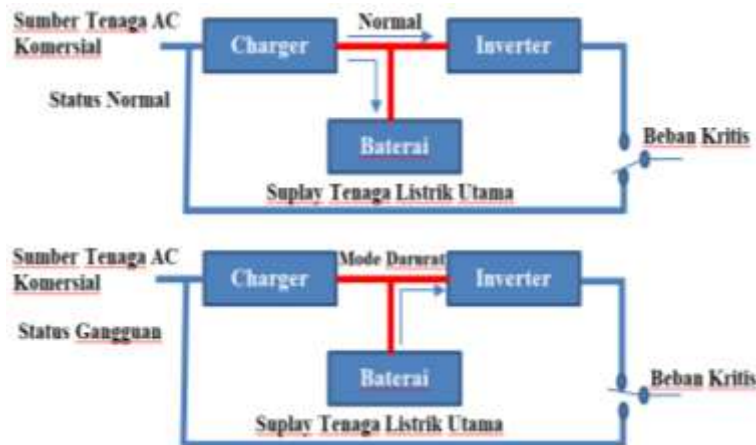 Sumber Tenaga AC
Komersial
Charger
Normal
Inverter
Status Normal
Baterai
Beban Kritis
Suplay Tenaga Listrik Utama
Sumber Tenaga AC
Komersial
Charger
Mode Darurat
Inverter
Status Gangguan
Baterai
Beban Kritis
Suplay Tenaga Listrik Utama